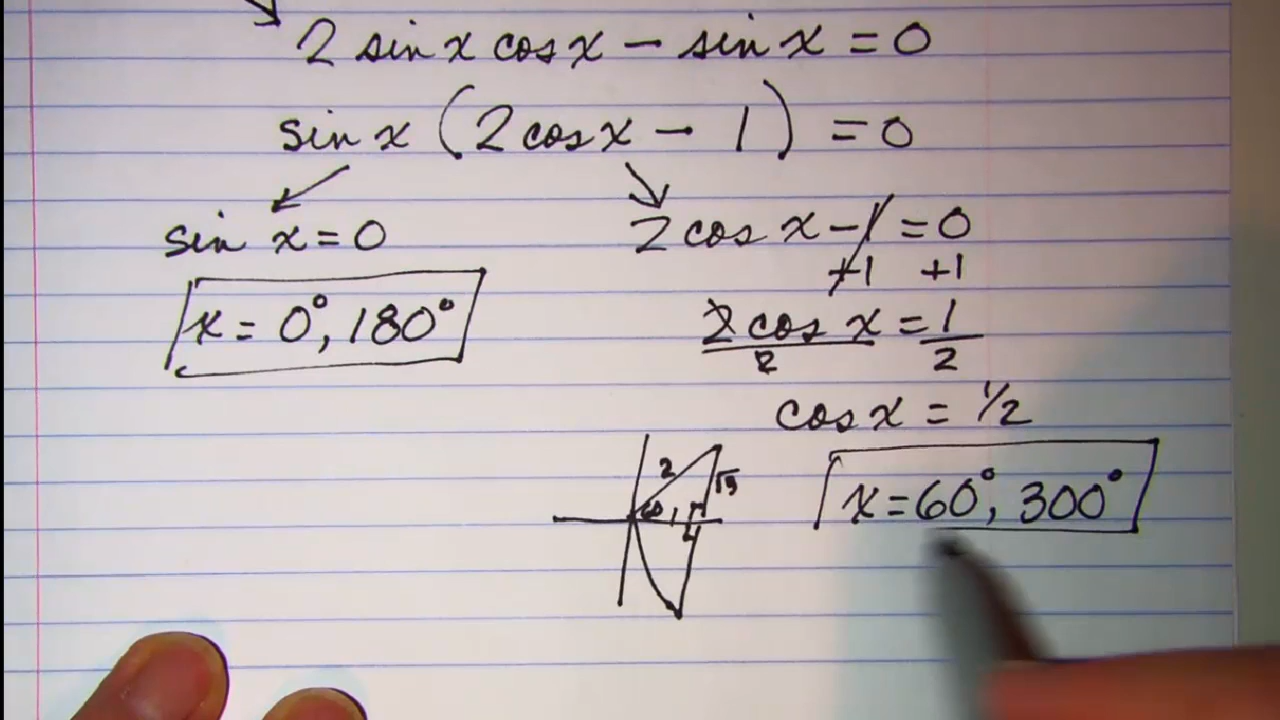 2 sin x cos x - sin x = 0
sin x (2 cos x - 1) = 0
sin x = 0
2 cos x - 1 = 0
+1 +1
x = 0°, 180°
2 cos x = 1
2 2
cos x = 1/2
2
√3
60 1
x = 60°, 300°